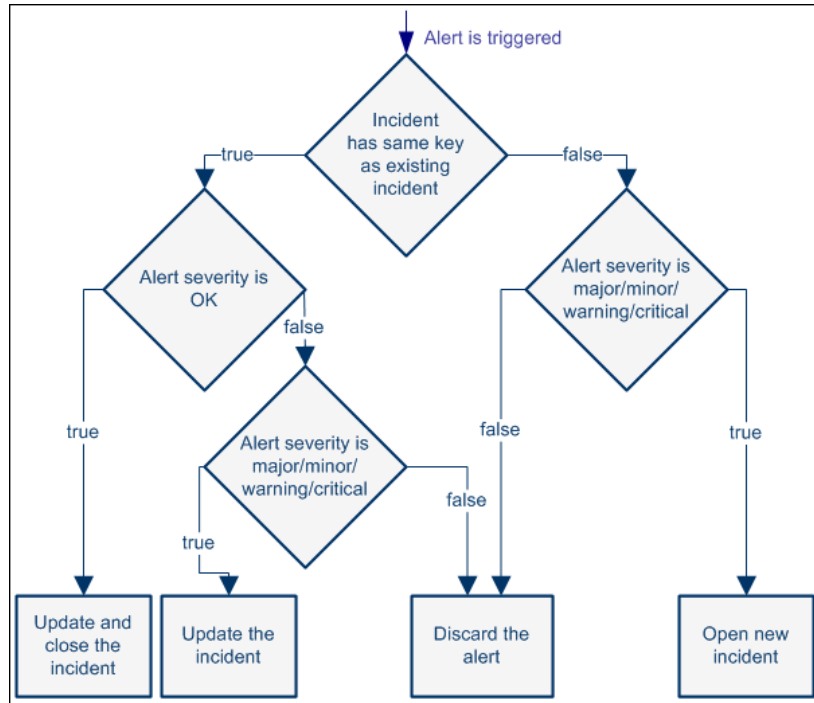 Alert is triggered
Incident
has same key
as existing
incident
true
false
Alert severity is
OK
Alert severity is
major/minor/
warning/critical
false
true
Alert severity is
major/minor/
warning/critical
false
true
false
true
Update and
close the
incident
Update the
incident
Discard the
alert
Open new
incident